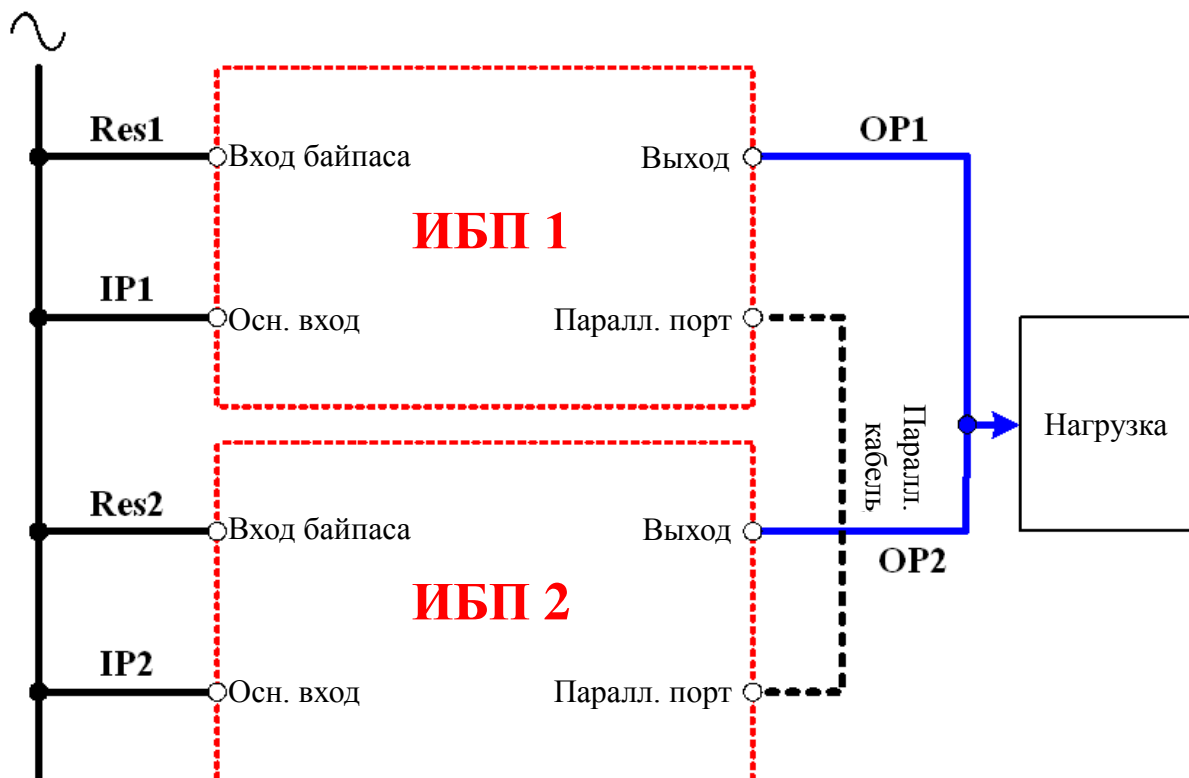 Res1
OP1
Вход байпаса
Выход
ИБП 1
IP1
Осн. вход
Паралл. порт
Паралл.
кабель
Нагрузка
Res2
Вход байпаса
Выход
OP2
ИБП 2
IP2
Осн. вход
Паралл. порт